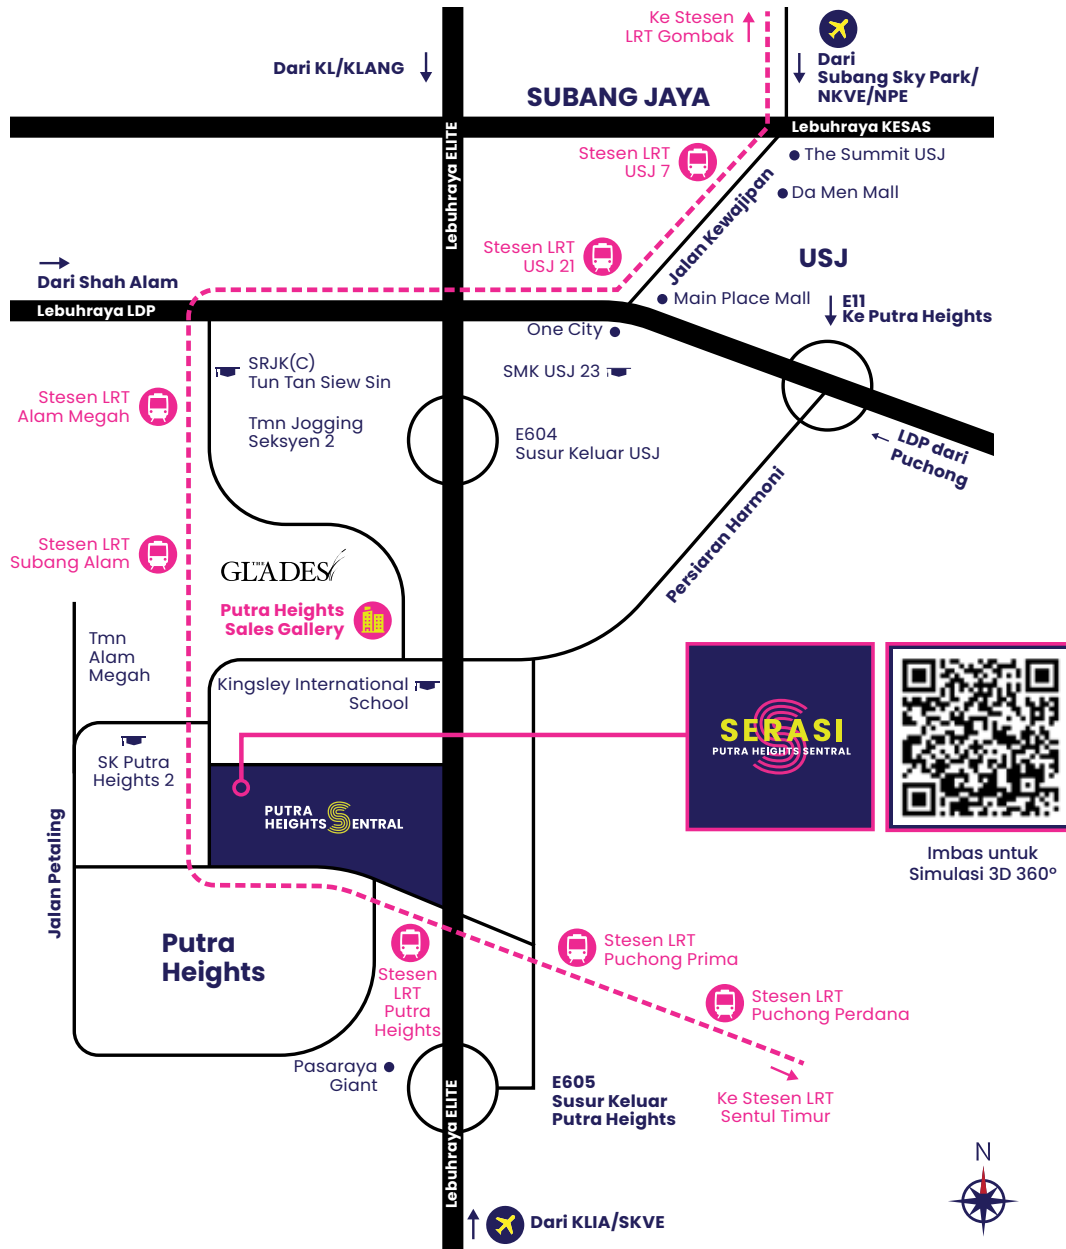 Ke Stesen
LRT Gombak
Dari KL/KLANG
Dari
Subang Sky Park/
NKVE/NPE
SUBANG JAYA
Lebuhraya ELITE
Lebuhraya KESAS
Stesen LRT
USJ 7
The Summit USJ
Da Men Mall
Jalan Kewajipan
Stesen LRT
USJ 21
USJ
Dari Shah Alam
Lebuhraya LDP
Main Place Mall
E11
Ke Putra Heights
One City
SRJK(C)
Tun Tan Siew Sin
SMK USJ 23
Stesen LRT
Alam Megah
Tmn Jogging
Seksyen 2
E604
Susur Keluar USJ
LDP dari
Puchong
Persiaran Harmoni
Stesen LRT
Subang Alam
THE
GLADES
Putra Heights
Sales Gallery
Tmn
Alam
Megah
Kingsley International
School
SERASI
PUTRA HEIGHTS SENTRAL
SK Putra
Heights 2
PUTRA
HEIGHTS SENTRAL
Jalan Petaling
Imbas untuk
Simulasi 3D 360°
Putra
Heights
Stesen
LRT
Putra
Heights
Stesen LRT
Puchong Prima
Stesen LRT
Puchong Perdana
Pasaraya
Giant
E605
Susur Keluar
Putra Heights
Ke Stesen LRT
Sentul Timur
Lebuhraya ELITE
Dari KLIA/SKVE
N